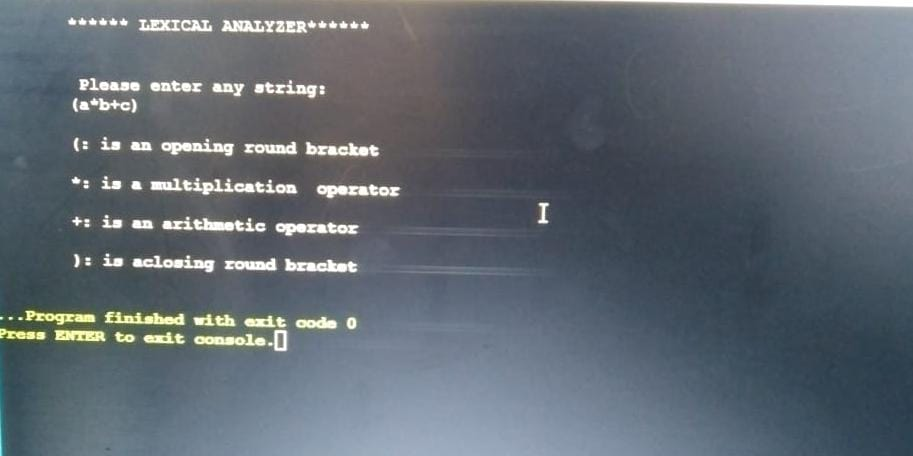 ****** LEXICAL ANALYZER******
Please enter any string:
(a*b+c)
(: is an opening round bracket
*: is a multiplication  operator
+: is an arithmetic operator
): is aclosing round bracket
...Program finished with exit code 0
Press ENTER to exit console.